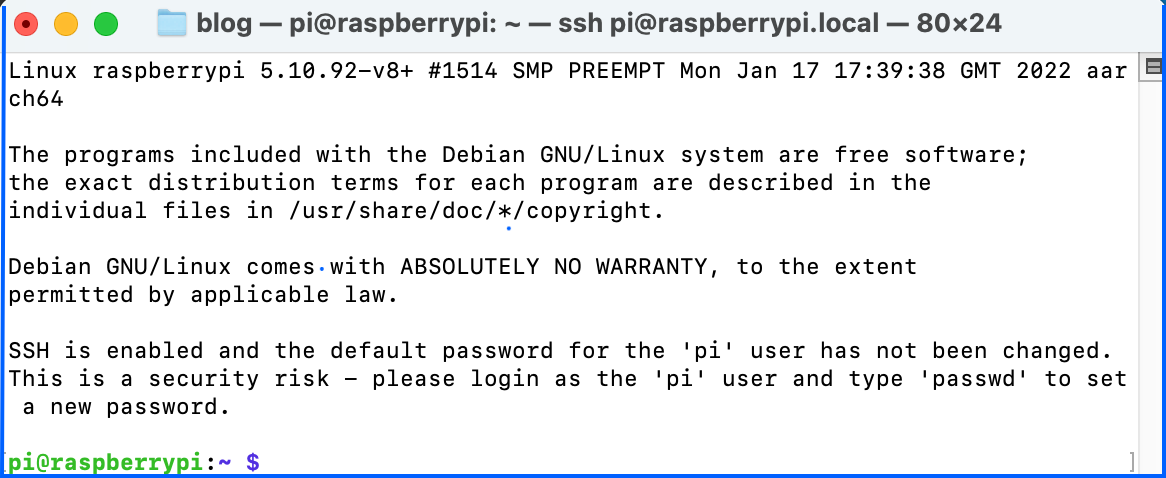 blog — pi@raspberrypi: ~ — ssh pi@raspberrypi.local — 80×24
Linux raspberrypi 5.10.92-v8+ #1514 SMP PREEMPT Mon Jan 17 17:39:38 GMT 2022 aar
ch64
The programs included with the Debian GNU/Linux system are free software;
the exact distribution terms for each program are described in the
individual files in /usr/share/doc/*/copyright.
Debian GNU/Linux comes with ABSOLUTELY NO WARRANTY, to the extent
permitted by applicable law.
SSH is enabled and the default password for the 'pi' user has not been changed.
This is a security risk - please login as the 'pi' user and type 'passwd' to set
 a new password.
pi@raspberrypi:~ $